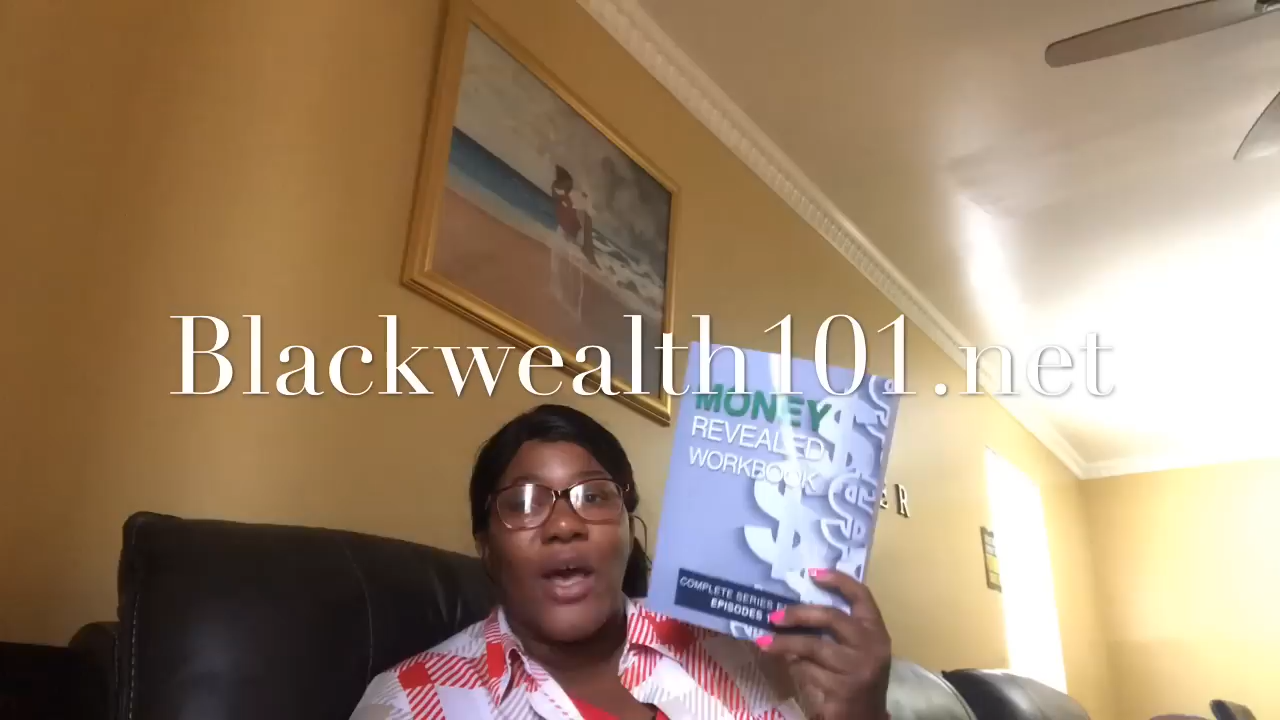 Blackwealth101.net
MONEY
REVEALED
WORKBOOK
COMPLETE SERIES
EPISODES
R